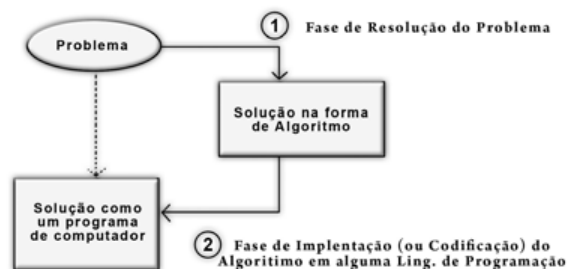 1 Fase de Resolução do Problema
Problema
Solução na forma
de Algoritmo
Solução como
um programa
de computador
2 Fase de Implentação (ou Codificação) do
Algoritimo em alguma Ling. de Programação